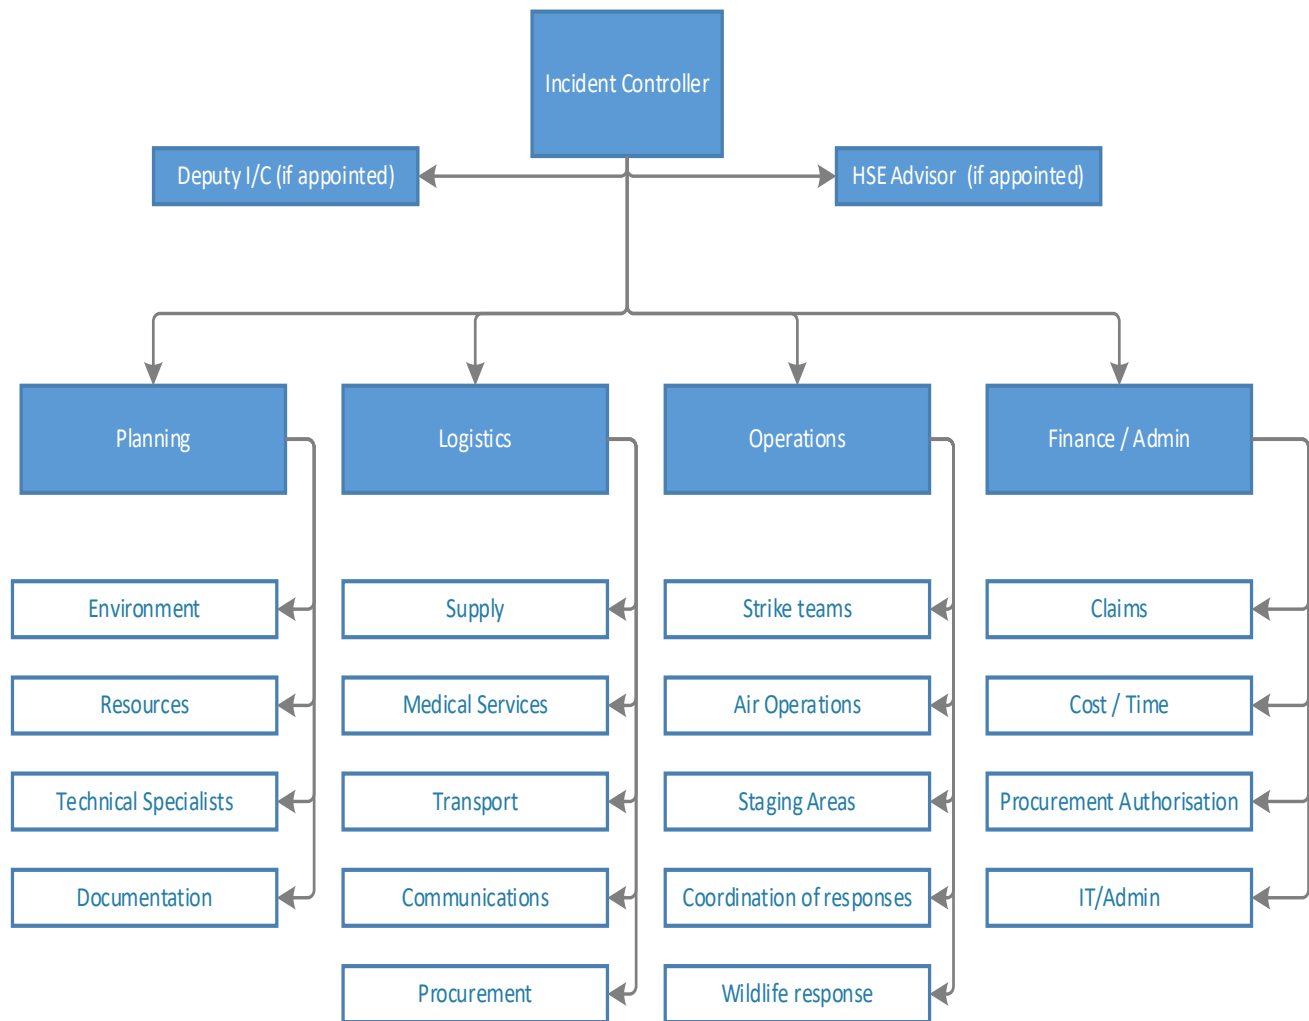 Incident Controller
Deputy I/C (if appointed)
HSE Advisor (if appointed)
Planning
Logistics
Operations
Finance / Admin
Environment
Supply
Strike teams
Claims
Resources
Medical Services
Air Operations
Cost / Time
Technical Specialists
Transport
Staging Areas
Procurement Authorisation
Documentation
Communications
Coordination of responses
IT/Admin
Procurement
Wildlife response